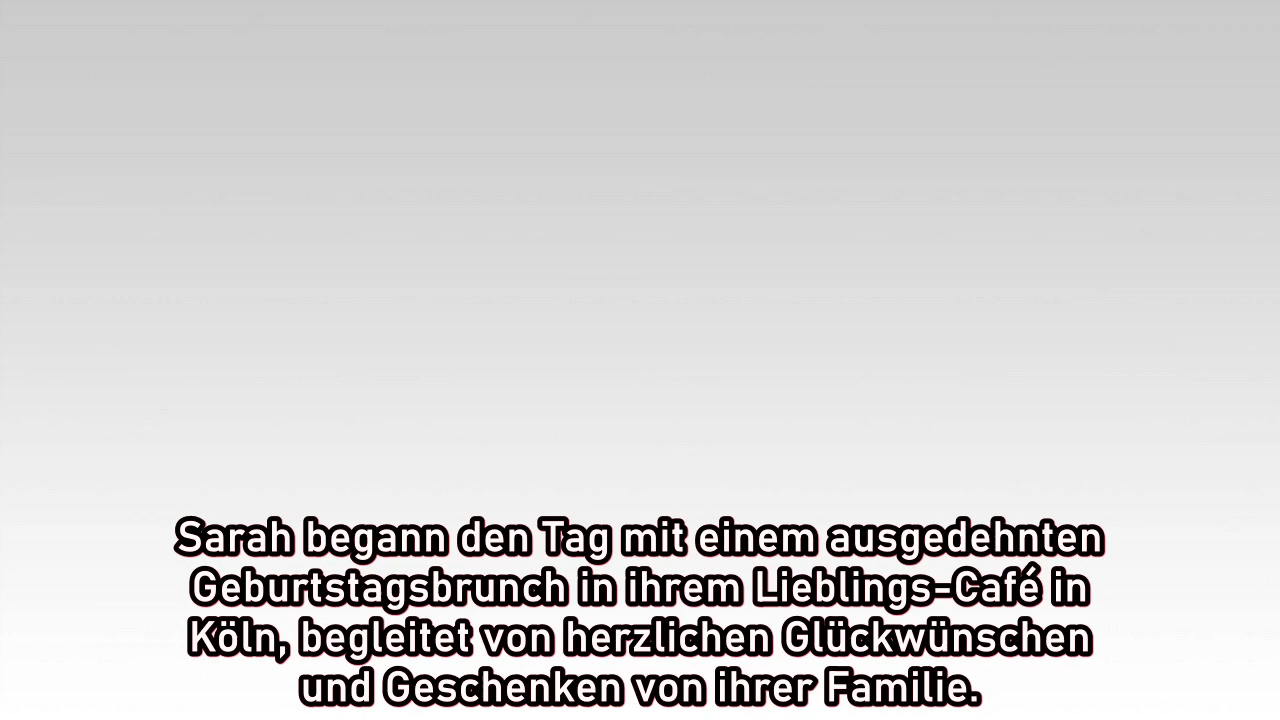 Sarah begann den Tag mit einem ausgedehnten
Geburtstagsbrunch in ihrem Lieblings-Café in
Köln, begleitet von herzlichen Glückwünschen
und Geschenken von ihrer Familie.